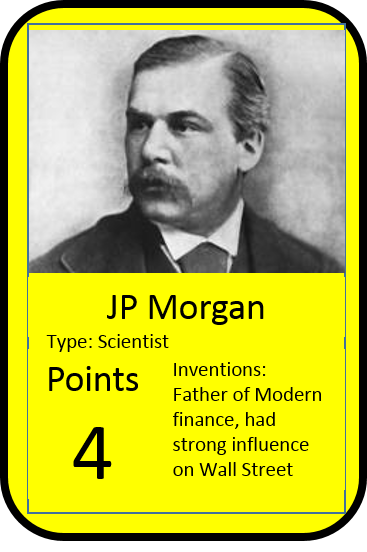 JP Morgan
Type: Scientist
Points
4
Inventions:
Father of Modern
finance, had
strong influence
on Wall Street